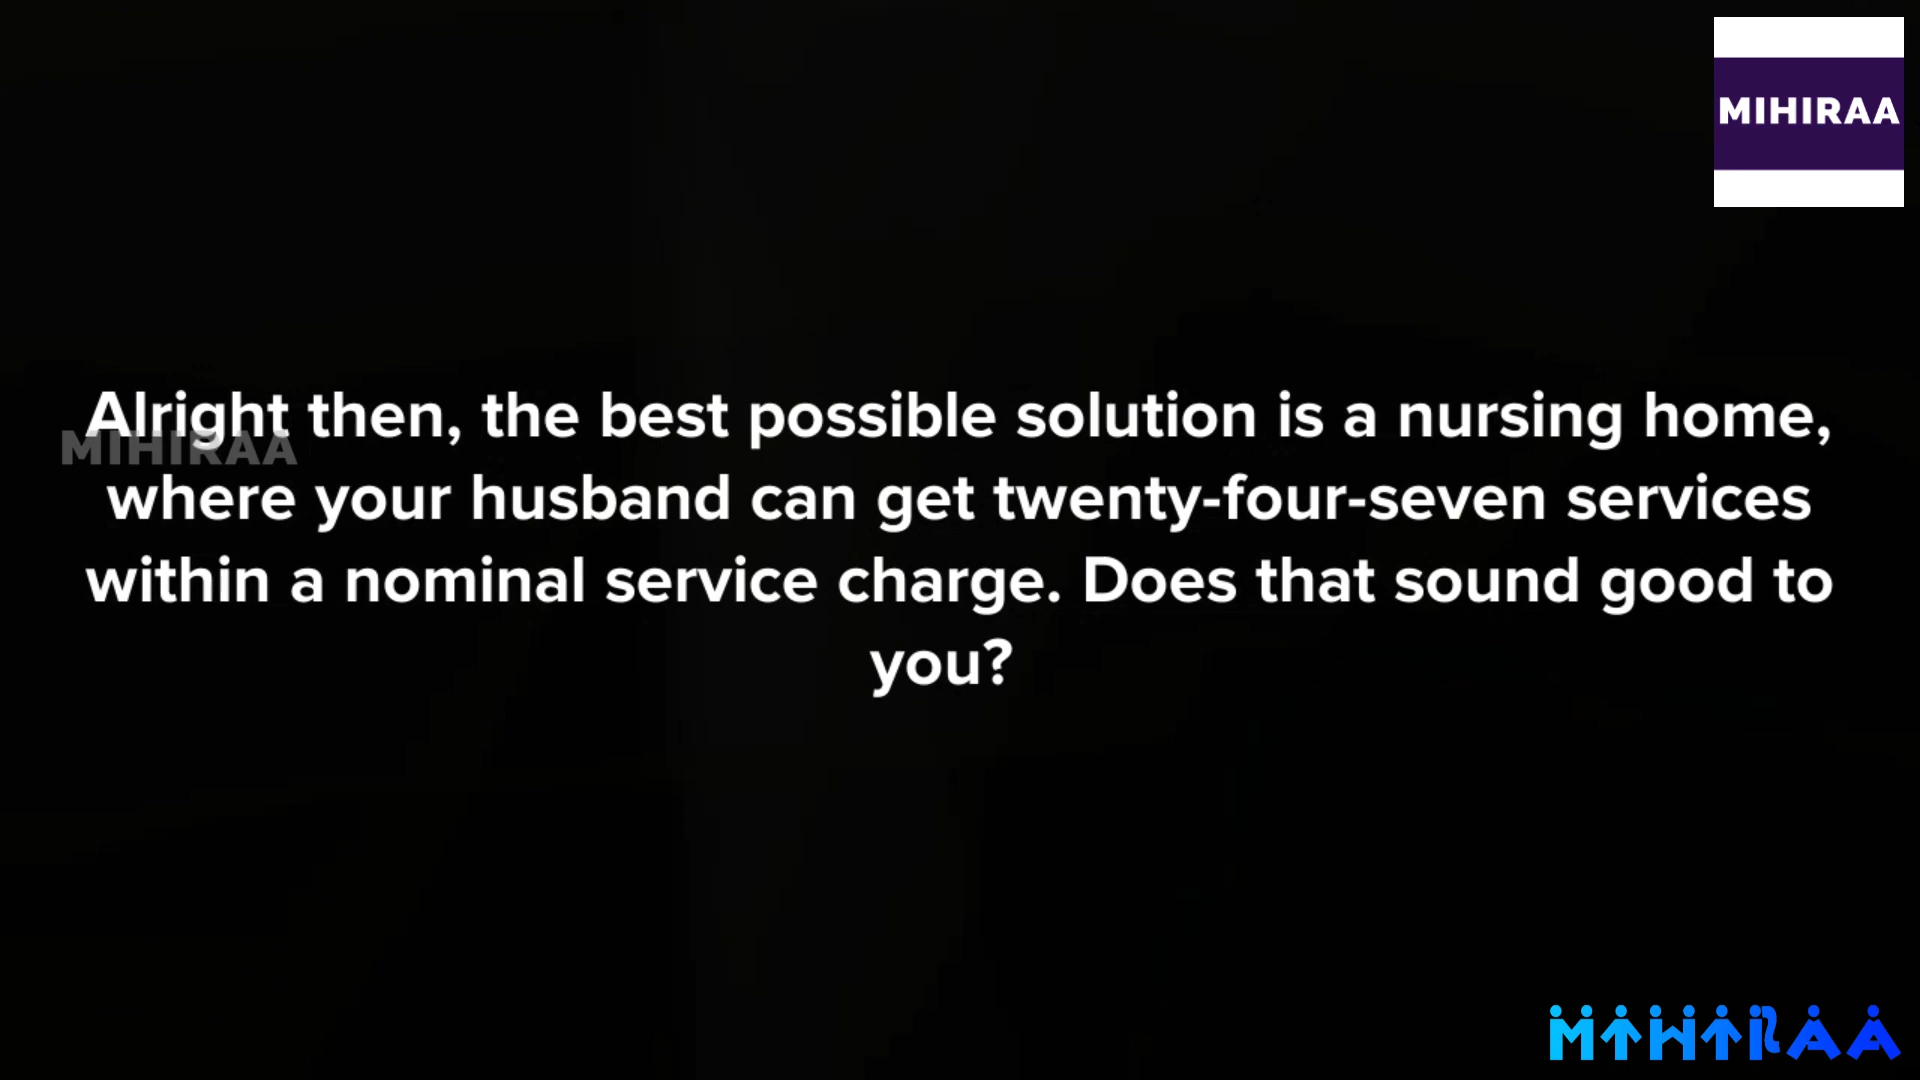 MIHIRAA
Alright then, the best possible solution is a nursing home,
MIHIRAA
where your husband can get twenty-four-seven services
within a nominal service charge. Does that sound good to
you?
MIHIRAA